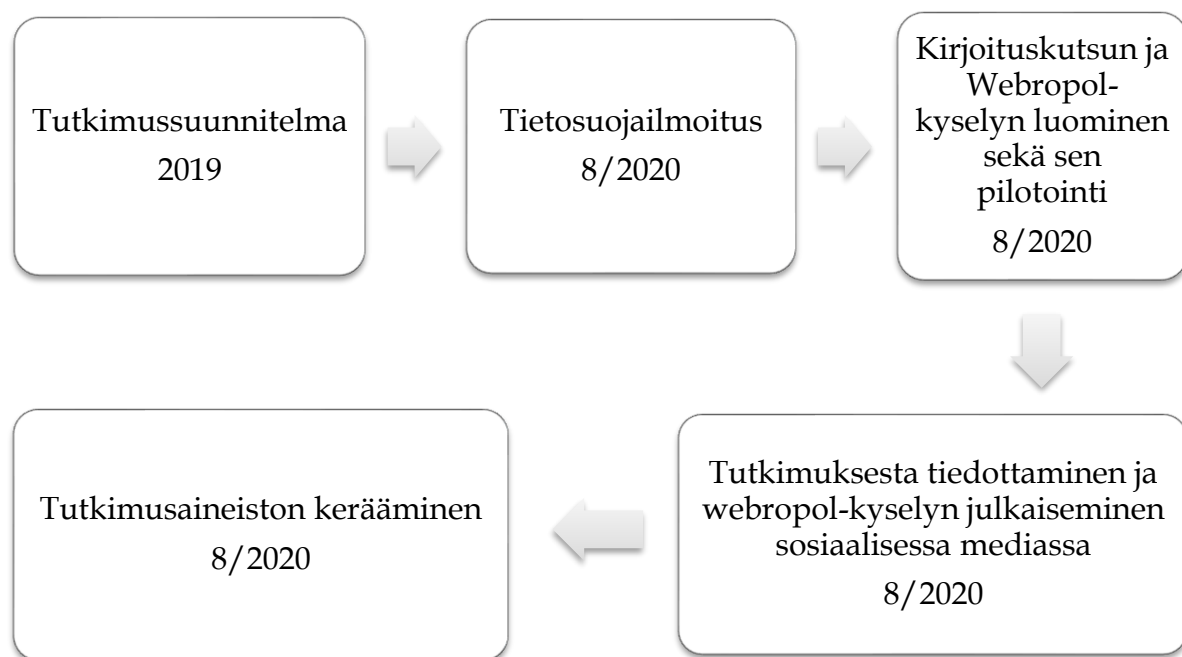 Tutkimussuunnitelma
2019
Tietosuojailmoitus
8/2020
Kirjoituskutsun ja
Webropol-
kyselyn luominen
sekä sen
pilotointi
8/2020
Tutkimuksesta tiedottaminen ja
webropol-kyselyn julkaiseminen
sosiaalisessa mediassa
8/2020
Tutkimusaineiston kerääminen
8/2020